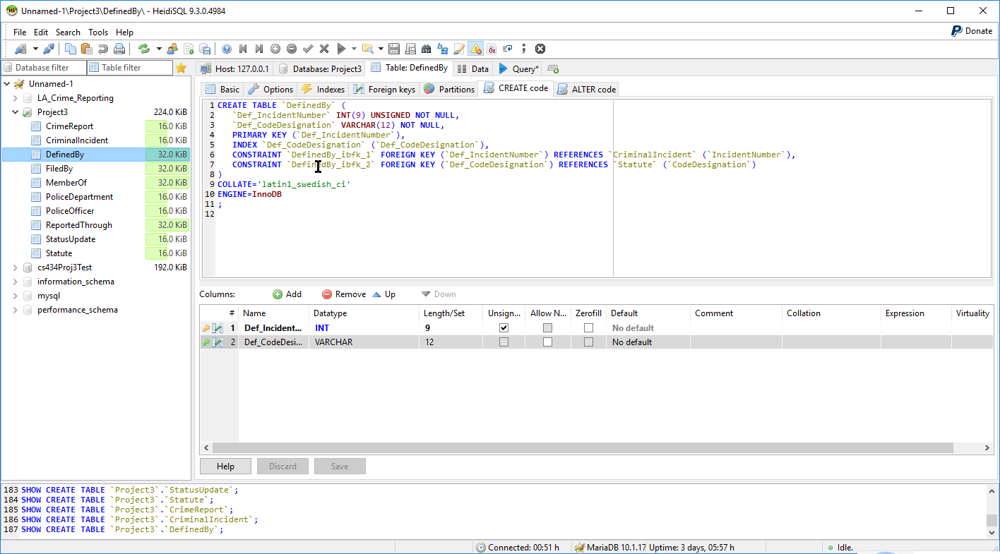 Unnamed-1\Project3\DefinedBy\ - HeidiSQL 9.3.0.4984
File Edit Search Tools Help
Donate
Database filter Table filter
Host: 127.0.0.1 Database: Project3 Table: DefinedBy Data Query*
Basic Options Indexes Foreign keys Partitions CREATE code ALTER code
Unnamed-1
LA_Crime_Reporting
Project3 224.0 KiB
CrimeReport 16.0 KiB
CriminalIncident 16.0 KiB
DefinedBy 32.0 KiB
FiledBy 32.0 KiB
MemberOf 32.0 KiB
PoliceDepartment 16.0 KiB
PoliceOfficer 16.0 KiB
ReportedThrough 32.0 KiB
StatusUpdate 16.0 KiB
Statute 16.0 KiB
cs434Proj3Test 192.0 KiB
information_schema
mysql
performance_schema
1 CREATE TABLE `DefinedBy` (
2 `Def_IncidentNumber` INT(9) UNSIGNED NOT NULL,
3 `Def_CodeDesignation` VARCHAR(12) NOT NULL,
4 PRIMARY KEY (`Def_IncidentNumber`),
5 INDEX `Def_CodeDesignation` (`Def_CodeDesignation`),
6 CONSTRAINT `DefinedBy_ibfk_1` FOREIGN KEY (`Def_IncidentNumber`) REFERENCES `CriminalIncident` (`IncidentNumber`),
7 CONSTRAINT `DefinedBy_ibfk_2` FOREIGN KEY (`Def_CodeDesignation`) REFERENCES `Statute` (`CodeDesignation`)
8 )
9 COLLATE='latin1_swedish_ci'
10 ENGINE=InnoDB
11 ;
12
Columns: Add Remove Up Down
# Name Datatype Length/Set Unsign... Allow N... Zerofill Default Comment Collation Expression Virtuality
1 Def_Incident... INT 9 No default
2 Def_CodeDesi... VARCHAR 12 No default
Help Discard Save
183 SHOW CREATE TABLE `Project3`.`StatusUpdate`;
184 SHOW CREATE TABLE `Project3`.`Statute`;
185 SHOW CREATE TABLE `Project3`.`CrimeReport`;
186 SHOW CREATE TABLE `Project3`.`CriminalIncident`;
187 SHOW CREATE TABLE `Project3`.`DefinedBy`;
Connected: 00:51 h MariaDB 10.1.17 Uptime: 3 days, 05:57 h Idle.